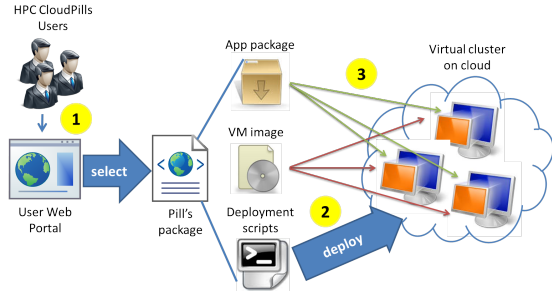 HPC CloudPills
Users
1
User Web
Portal
select
Pill's
package
App package
VM image
Deployment
scripts
2
deploy
3
Virtual cluster
on cloud